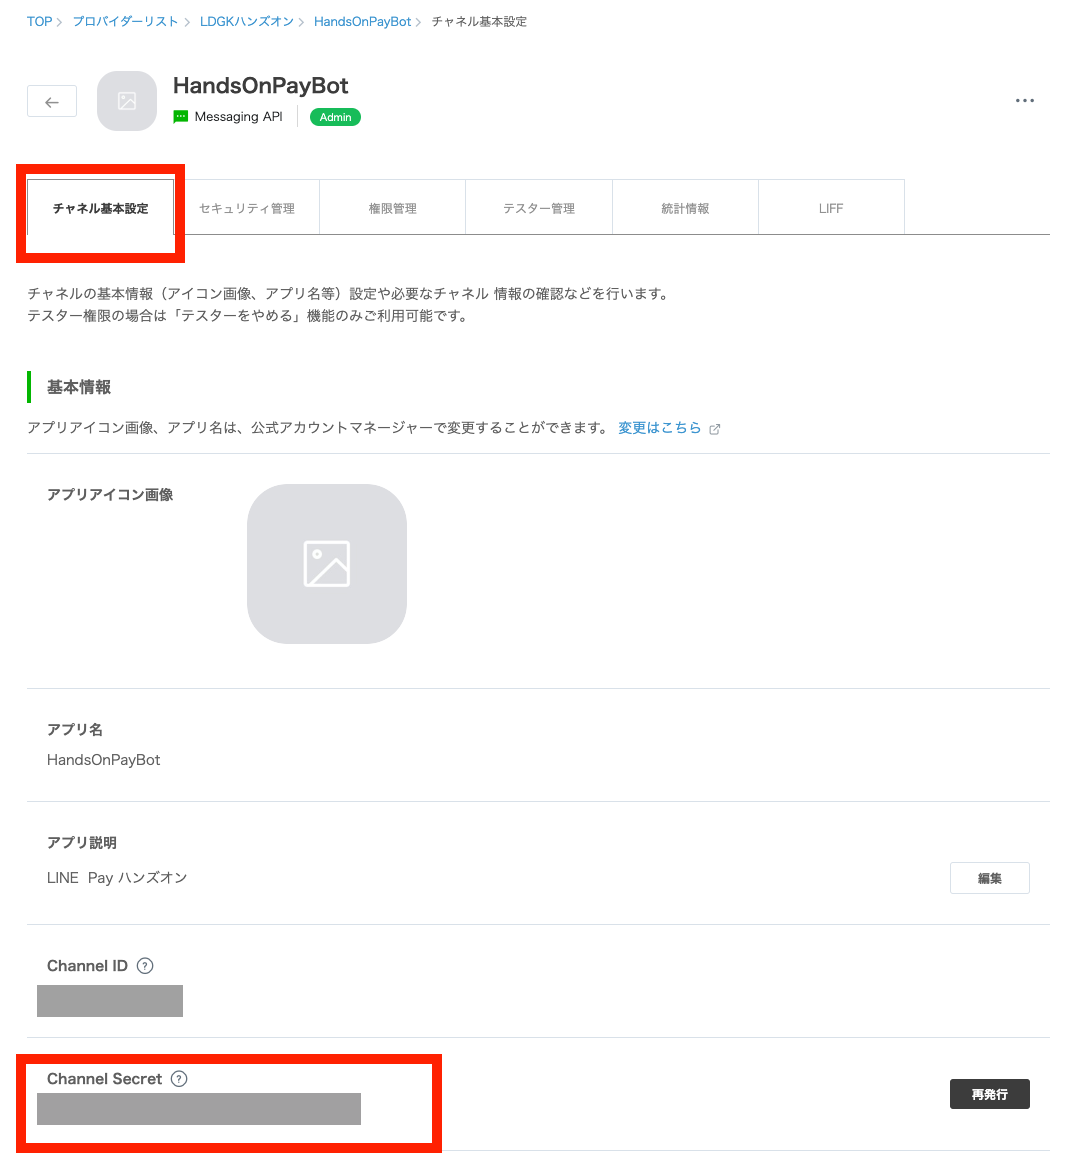 TOP > プロバイダーリスト > LDGKハンズオン > HandsOnPayBot > チャネル基本設定
HandsOnPayBot
Messaging API Admin
チャネル基本設定 セキュリティ管理 権限管理 テスター管理 統計情報 LIFF
チャネルの基本情報（アイコン画像、アプリ名等）設定や必要なチャネル 情報の確認などを行います。
テスター権限の場合は「テスターをやめる」機能のみご利用可能です。
基本情報
アプリアイコン画像、アプリ名は、公式アカウントマネージャーで変更することができます。 変更はこちら
アプリアイコン画像
アプリ名
HandsOnPayBot
アプリ説明
LINE Pay ハンズオン
編集
Channel ID ?
Channel Secret ?
再発行